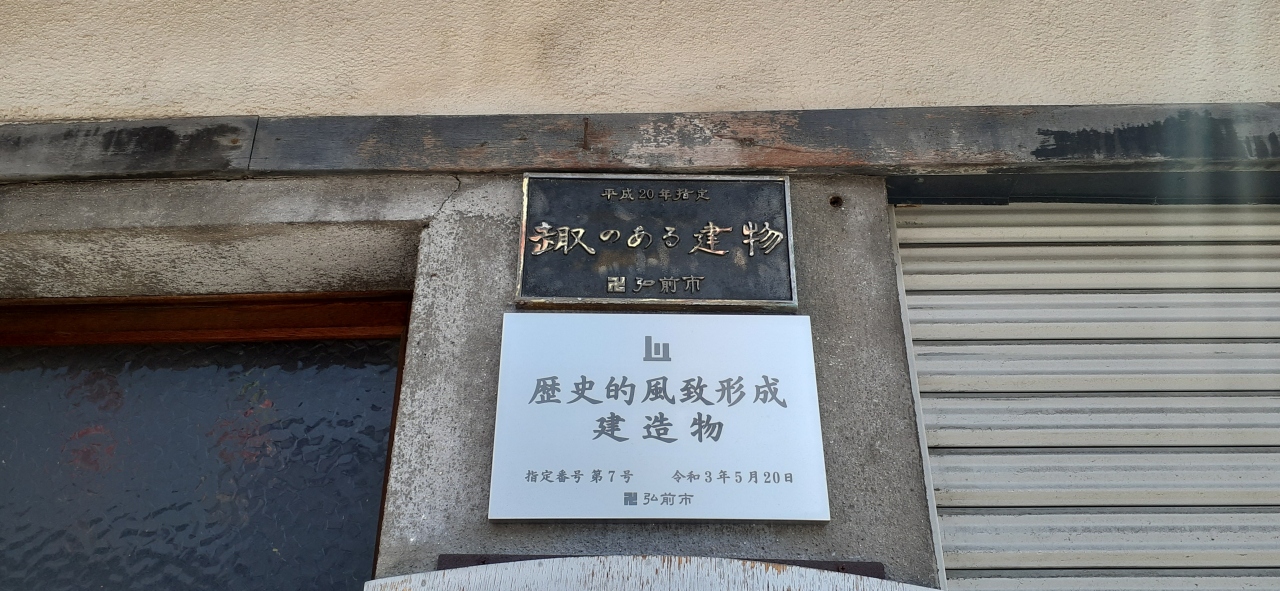 平成20年指定
趣のある建物
卍弘前市
歴史的風致形成
建造物
指定番号 第7号 令和3年5月20日
卍弘前市